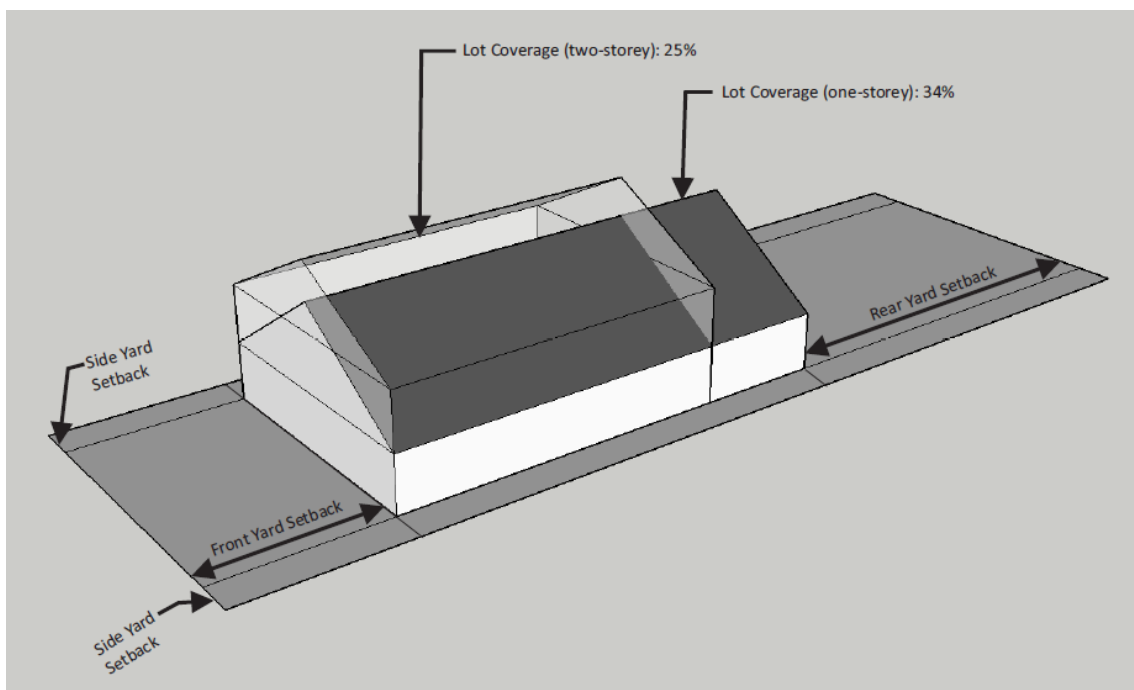 Lot Coverage (two-storey): 25%
Lot Coverage (one-storey): 34%
Rear Yard Setback
Side Yard
Setback
Front Yard Setback
Side Yard
Setback